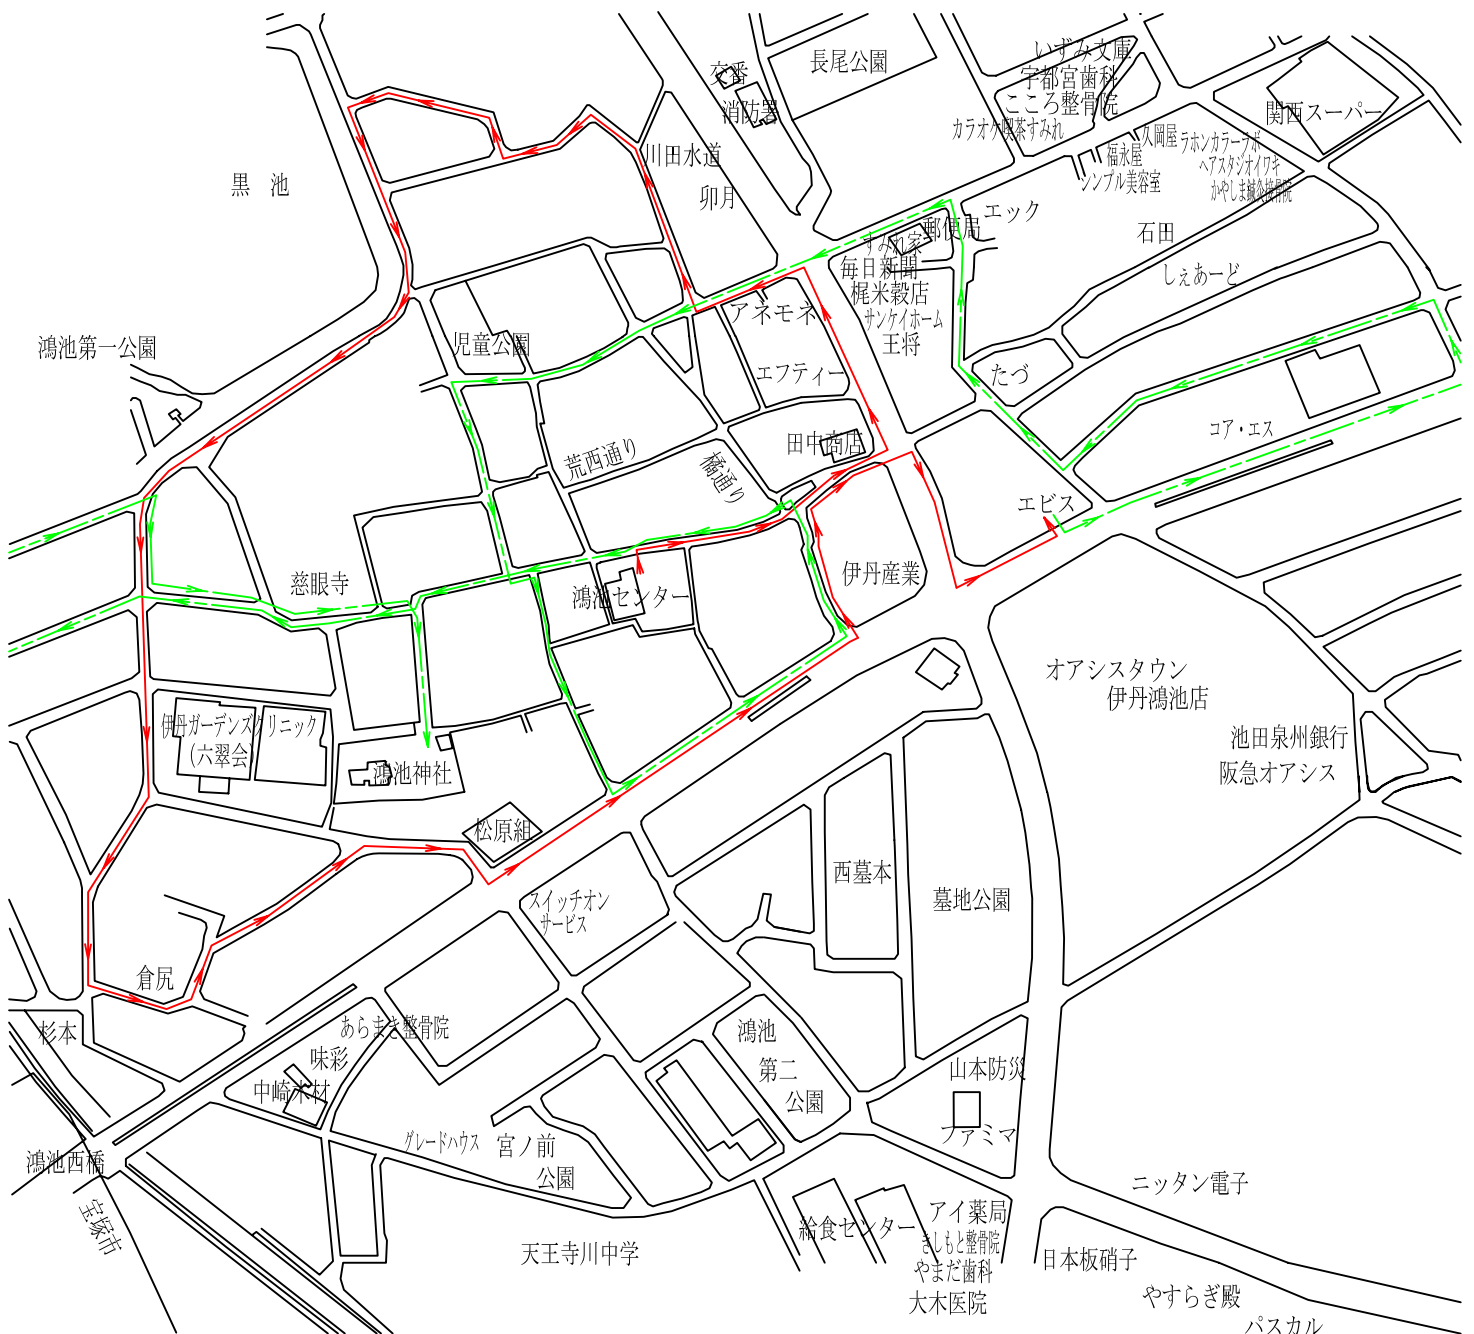 いずみ文庫
長尾公園
交番
宇都宮歯科
こころ整骨院
消防署
関西スーパー
カラオケ喫茶すみれ
久岡屋
ラホンカラーラボ
川田水道
福永屋
ヘアスタジオイワキ
シンプル美容室
かやしま鍼灸接骨院
黒 池
卯月
エック
郵便局
石田
すみれ家
毎日新聞
しぇあーど
梶米穀店
アネモネ
サンケイホーム
鴻池第一公園
児童公園
王将
エフティー
たづ
コア・エス
田中商店
荒西通り
橘通り
エビス
慈眼寺
伊丹産業
鴻池センター
オアシスタウン
伊丹鴻池店
伊丹ガーデンズクリニック
(六翠会)
池田泉州銀行
阪急オアシス
鴻池神社
松原組
西墓本
スイッチオン
サービス
墓地公園
倉尻
杉本
あらまき整骨院
鴻池
第二
公園
味彩
山本防災
中崎木材
ファミマ
グレードハウス
宮ノ前
公園
鴻池西橋
ニッタン電子
宝塚市
給食センター
アイ薬局
きしもと整骨院
天王寺川中学
日本板硝子
やまだ歯科
大木医院
やすらぎ殿
パスカル